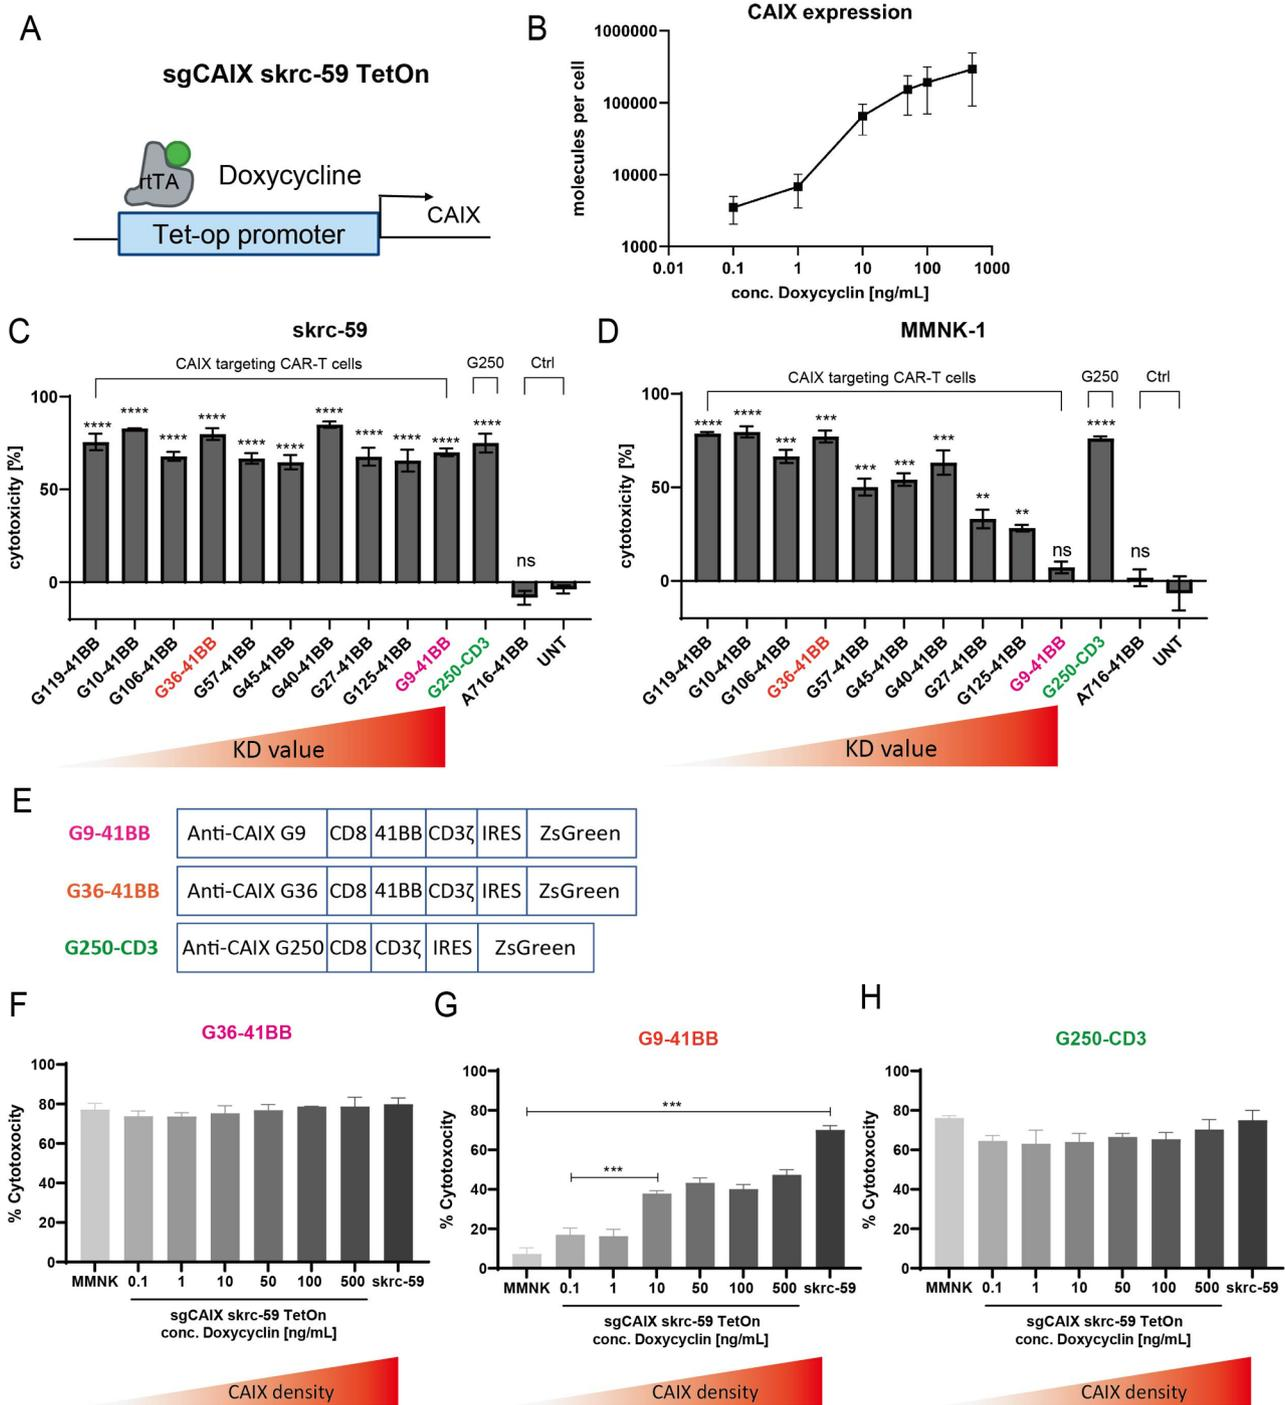 A
sgCAIX skrc-59 TetOn
rtTA
Doxycycline
CAIX
Tet-op promoter
B
CAIX expression
molecules per cell
1000000
100000
10000
1000
0.01 0.1 1 10 100 1000
conc. Doxycyclin [ng/mL]
C
skrc-59
CAIX targeting CAR-T cells
G250
Ctrl
cytotoxicity [%]
100
50
0
**** **** **** **** **** **** **** **** **** **** **** ns
G119-41BB G10-41BB G106-41BB G36-41BB G57-41BB G45-41BB G40-41BB G27-41BB G125-41BB G9-41BB G250-CD3 A716-41BB UNT
KD value
D
MMNK-1
CAIX targeting CAR-T cells
G250
Ctrl
cytotoxicity [%]
100
50
0
**** **** *** *** *** *** *** ** ** ns **** ns
G119-41BB G10-41BB G106-41BB G36-41BB G57-41BB G45-41BB G40-41BB G27-41BB G125-41BB G9-41BB G250-CD3 A716-41BB UNT
KD value
E
G9-41BB Anti-CAIX G9 CD8 41BB CD3ζ IRES ZsGreen
G36-41BB Anti-CAIX G36 CD8 41BB CD3ζ IRES ZsGreen
G250-CD3 Anti-CAIX G250 CD8 CD3ζ IRES ZsGreen
F
G36-41BB
% Cytotoxocity
100
80
60
40
20
0
MMNK 0.1 1 10 50 100 500 skrc-59
sgCAIX skrc-59 TetOn
conc. Doxycyclin [ng/mL]
CAIX density
G
G9-41BB
% Cytotoxocity
100
80
60
40
20
0
***
***
MMNK 0.1 1 10 50 100 500 skrc-59
sgCAIX skrc-59 TetOn
conc. Doxycyclin [ng/mL]
CAIX density
H
G250-CD3
% Cytotoxocity
100
80
60
40
20
0
MMNK 0.1 1 10 50 100 500 skrc-59
sgCAIX skrc-59 TetOn
conc. Doxycyclin [ng/mL]
CAIX density